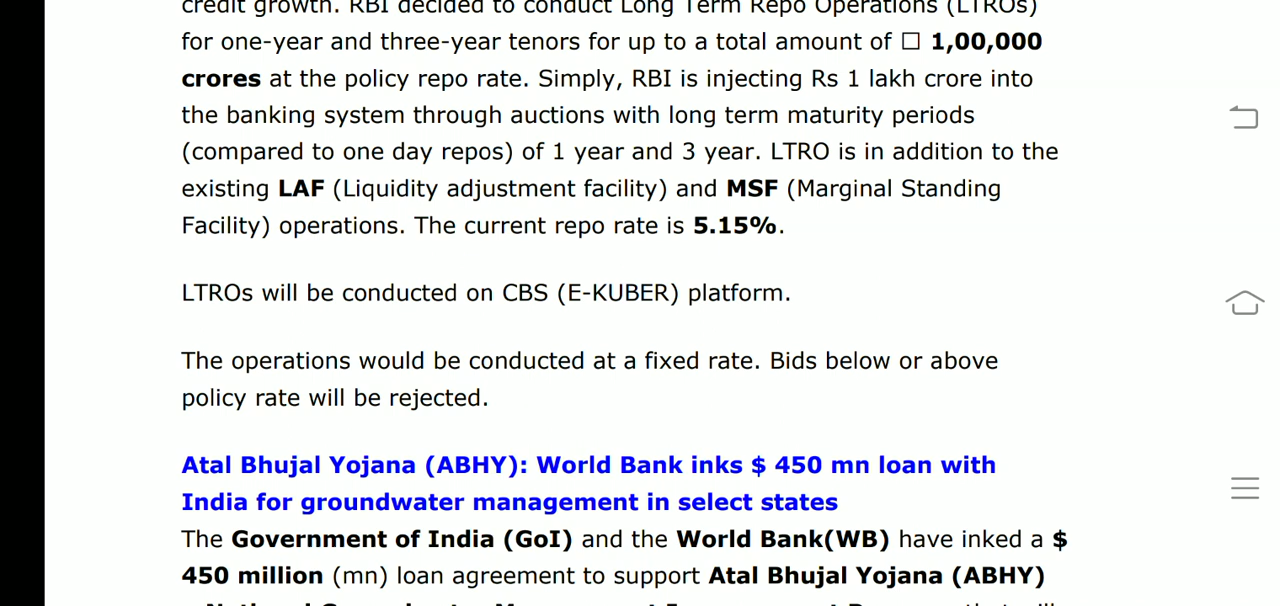 credit growth. RBI decided to conduct Long Term Repo Operations (LTROs)
for one-year and three-year tenors for up to a total amount of □ 1,00,000
crores at the policy repo rate. Simply, RBI is injecting Rs 1 lakh crore into
the banking system through auctions with long term maturity periods
(compared to one day repos) of 1 year and 3 year. LTRO is in addition to the
existing LAF (Liquidity adjustment facility) and MSF (Marginal Standing
Facility) operations. The current repo rate is 5.15%.
LTROs will be conducted on CBS (E-KUBER) platform.
The operations would be conducted at a fixed rate. Bids below or above
policy rate will be rejected.
Atal Bhujal Yojana (ABHY): World Bank inks $ 450 mn loan with
India for groundwater management in select states
The Government of India (GoI) and the World Bank(WB) have inked a $
450 million (mn) loan agreement to support Atal Bhujal Yojana (ABHY)